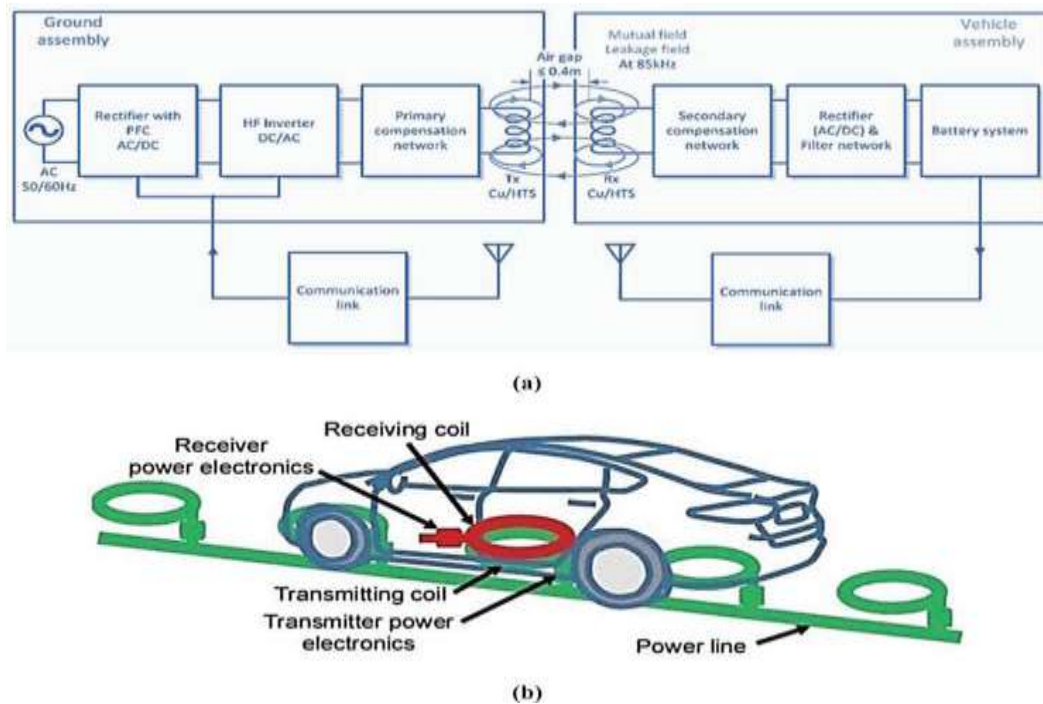 Ground
assembly
Vehicle
assembly
Mutual field
Leakage field
At 85kHz
Air gap
≤ 0.4m
Rectifier with
PFC
AC/DC
HF Inverter
DC/AC
Primary
compensation
network
Secondary
compensation
network
Rectifier
(AC/DC) &
Filter network
Battery system
AC
50/60Hz
Tx
Cu/HTS
Rx
Cu/HTS
Communication
link
Communication
link
(a)
Receiving coil
Receiver
power electronics
Transmitting coil
Transmitter power
electronics
Power line
(b)